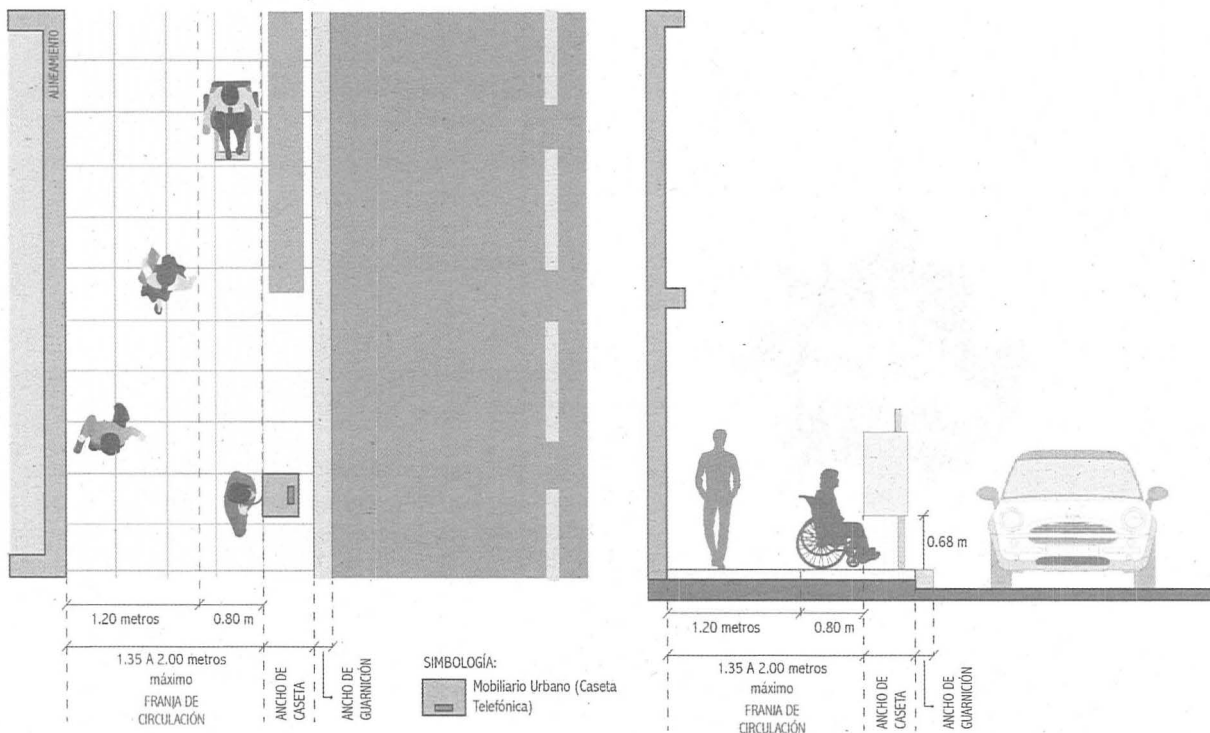 ALINEAMIENTO
1.20 metros
0.80 m
1.35 A 2.00 metros
máximo
FRANJA DE
CIRCULACIÓN
ANCHO DE
CASETA
ANCHO DE
GUARNICIÓN
SIMBOLOGÍA:
Mobiliario Urbano (Caseta
Telefónica)
0.68 m
1.20 metros
0.80 m
1.35 A 2.00 metros
máximo
FRANJA DE
CIRCULACIÓN
ANCHO DE
CASETA
ANCHO DE
GUARNICIÓN